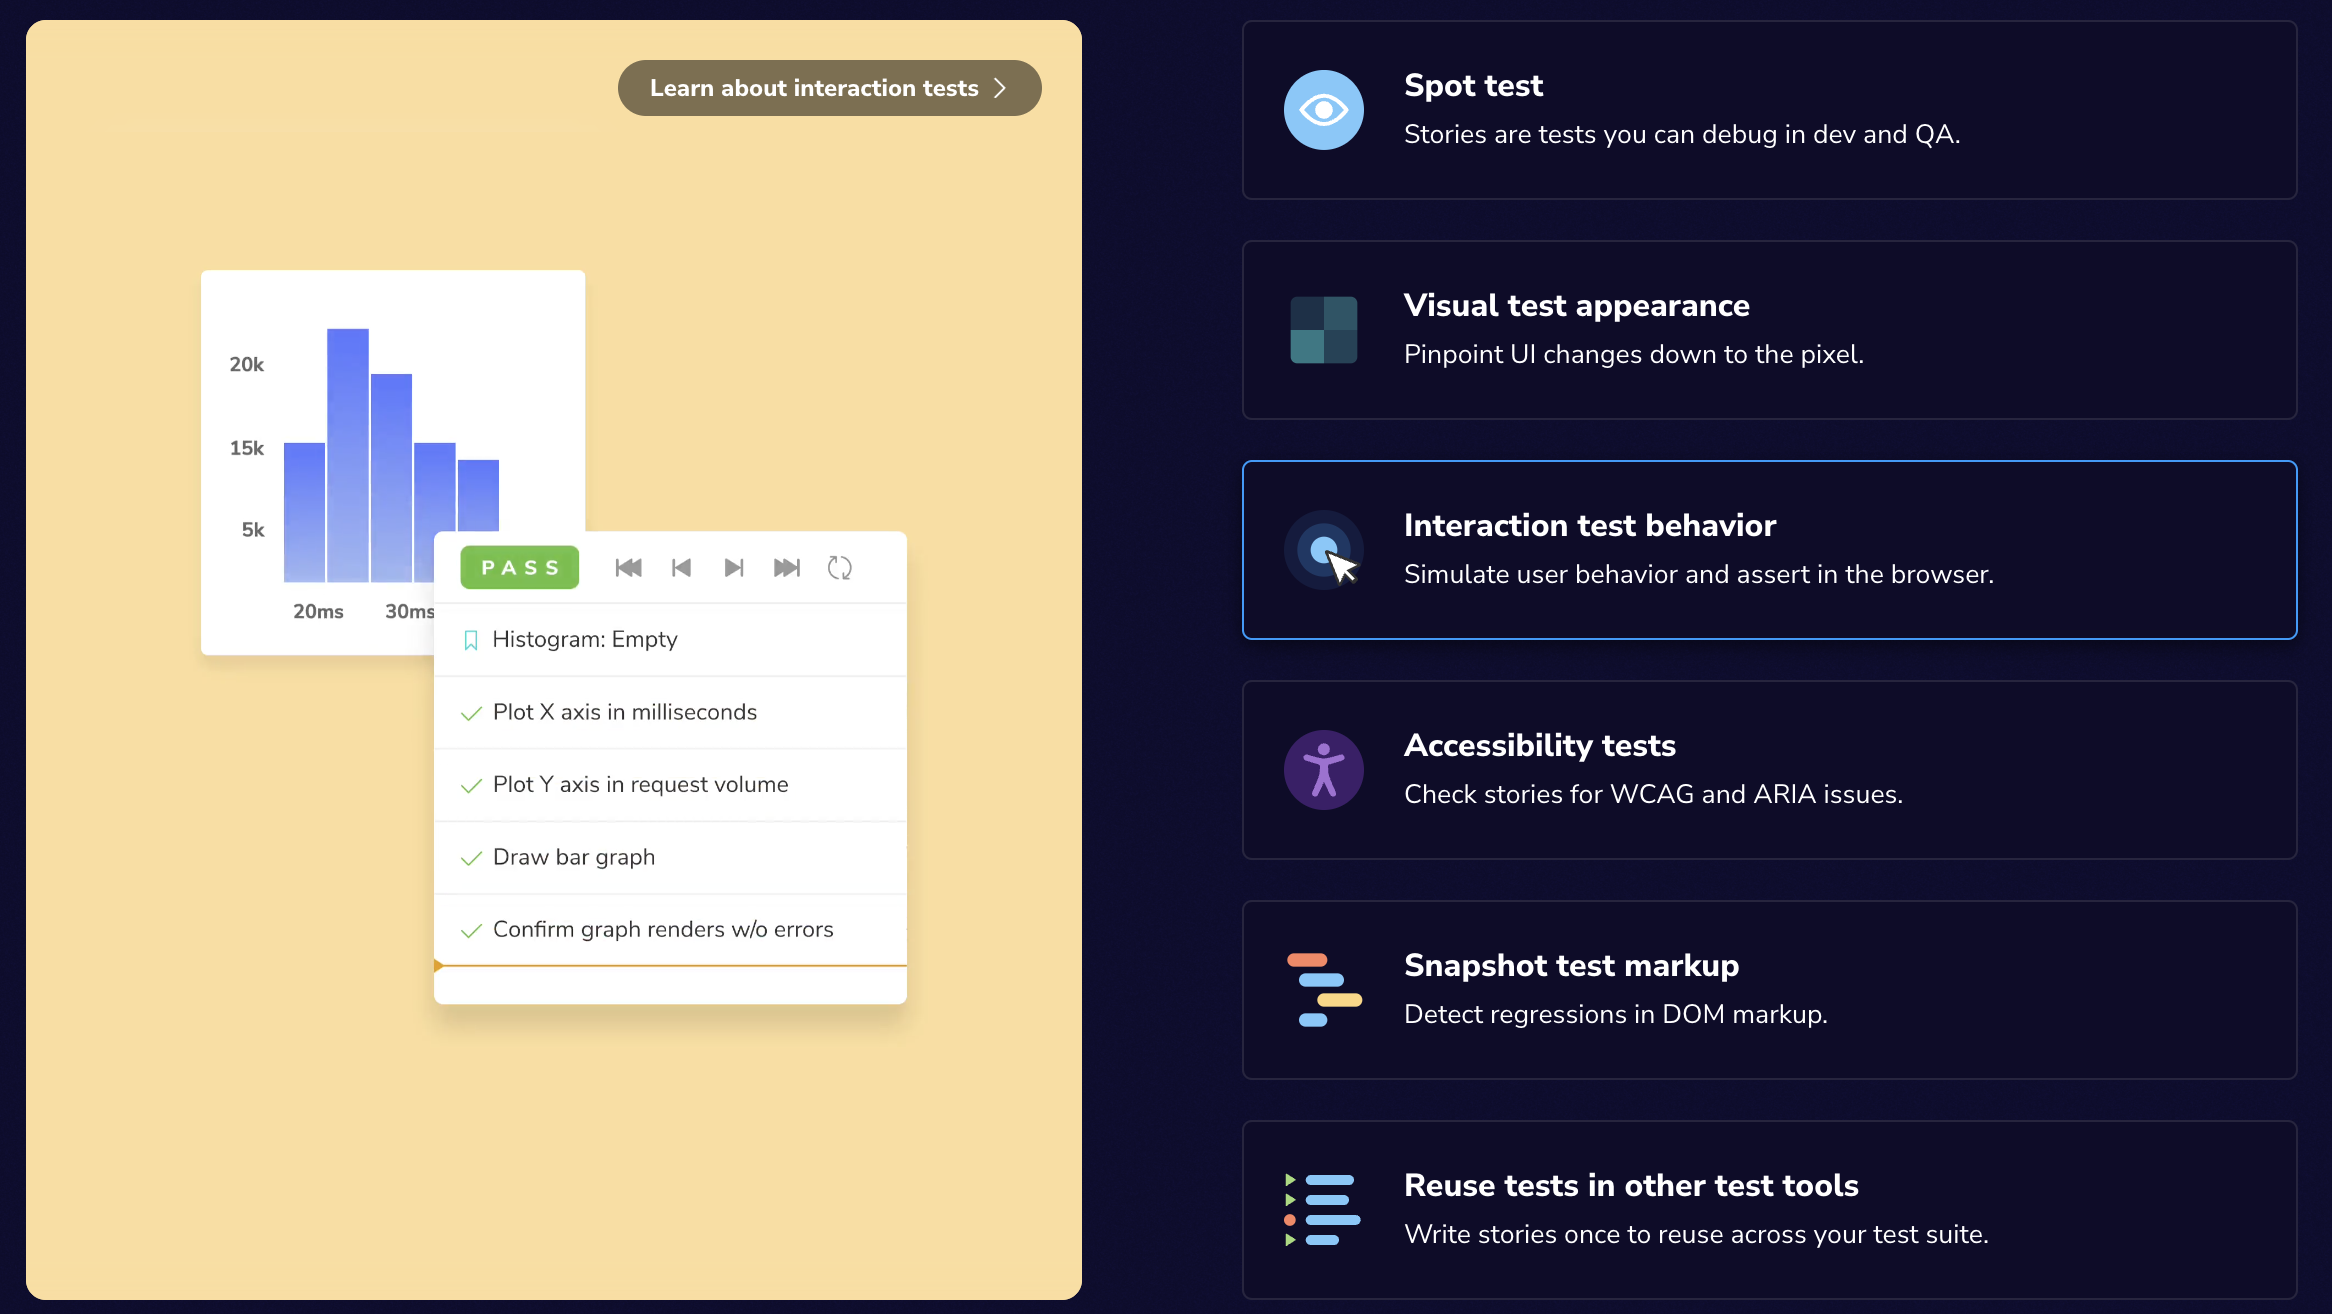 Learn about interaction tests
20k
15k
5k
20ms 30ms
PASS
Histogram: Empty
Plot X axis in milliseconds
Plot Y axis in request volume
Draw bar graph
Confirm graph renders w/o errors
Spot test
Stories are tests you can debug in dev and QA.
Visual test appearance
Pinpoint UI changes down to the pixel.
Interaction test behavior
Simulate user behavior and assert in the browser.
Accessibility tests
Check stories for WCAG and ARIA issues.
Snapshot test markup
Detect regressions in DOM markup.
Reuse tests in other test tools
Write stories once to reuse across your test suite.